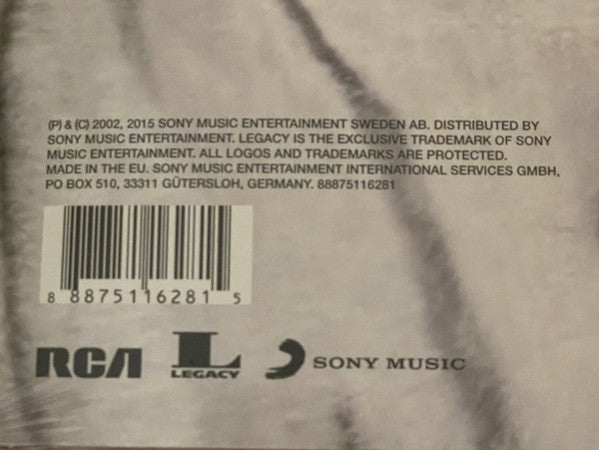 (P) & (C) 2002, 2015 SONY MUSIC ENTERTAINMENT SWEDEN AB. DISTRIBUTED BY
SONY MUSIC ENTERTAINMENT. LEGACY IS THE EXCLUSIVE TRADEMARK OF SONY
MUSIC ENTERTAINMENT. ALL LOGOS AND TRADEMARKS ARE PROTECTED.
MADE IN THE EU. SONY MUSIC ENTERTAINMENT INTERNATIONAL SERVICES GMBH,
PO BOX 510, 33311 GÜTERSLOH, GERMANY. 88875116281
8 88751 16281 5
RCA L LEGACY SONY MUSIC